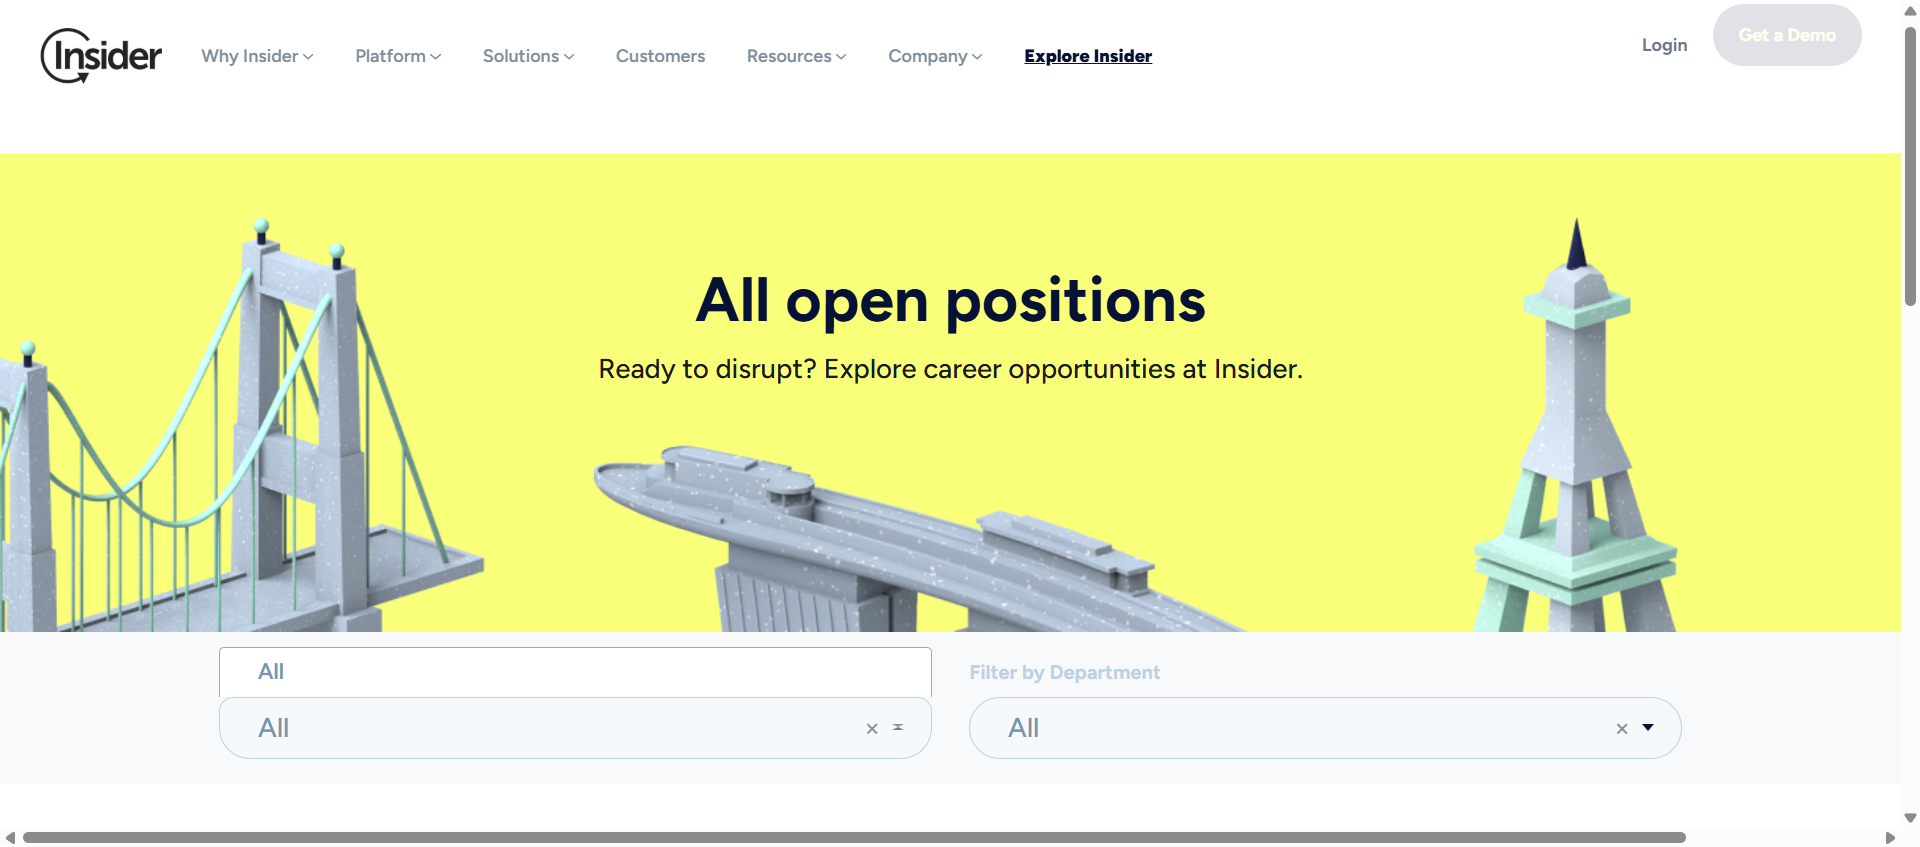 Insider
Why Insider
Platform
Solutions
Customers
Resources
Company
Explore Insider
Login
Get a Demo
All open positions
Ready to disrupt? Explore career opportunities at Insider.
All
Filter by Department
All
×
All
×